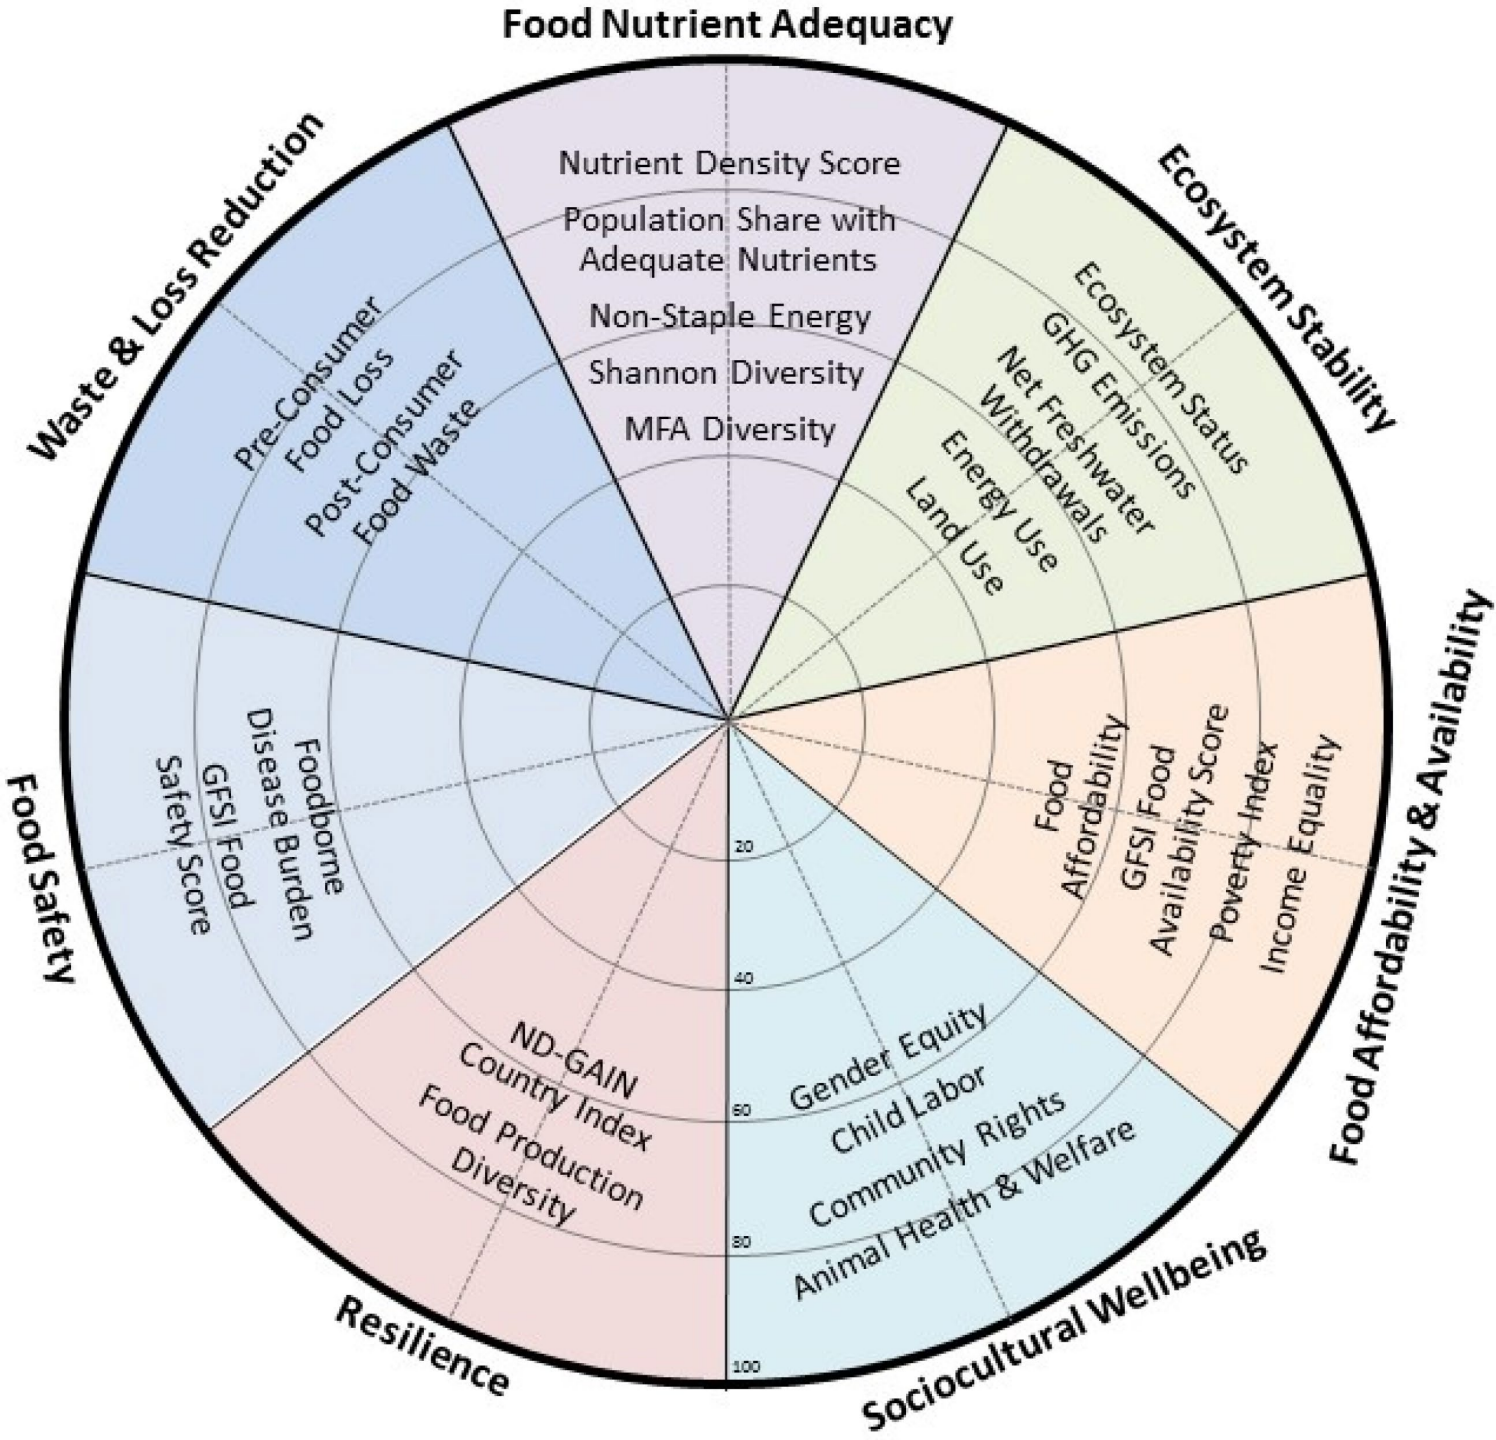 Food Nutrient Adequacy
Nutrient Density Score
Population Share with
Adequate Nutrients
Non-Staple Energy
Shannon Diversity
MFA Diversity
Ecosystem Stability
Ecosystem Status
GHG Emissions
Net Freshwater
Withdrawals
Energy Use
Land Use
Food Affordability & Availability
Food
Affordability
GFSI Food
Availability Score
Poverty Index
Income Equality
Sociocultural Wellbeing
Gender Equity
Child Labor
Community Rights
Animal Health & Welfare
Resilience
ND-GAIN
Country Index
Food Production
Diversity
Food Safety
Foodborne
Disease Burden
GFSI Food
Safety Score
Waste & Loss Reduction
Pre-Consumer
Food Loss
Post-Consumer
Food Waste
20
40
60
80
100